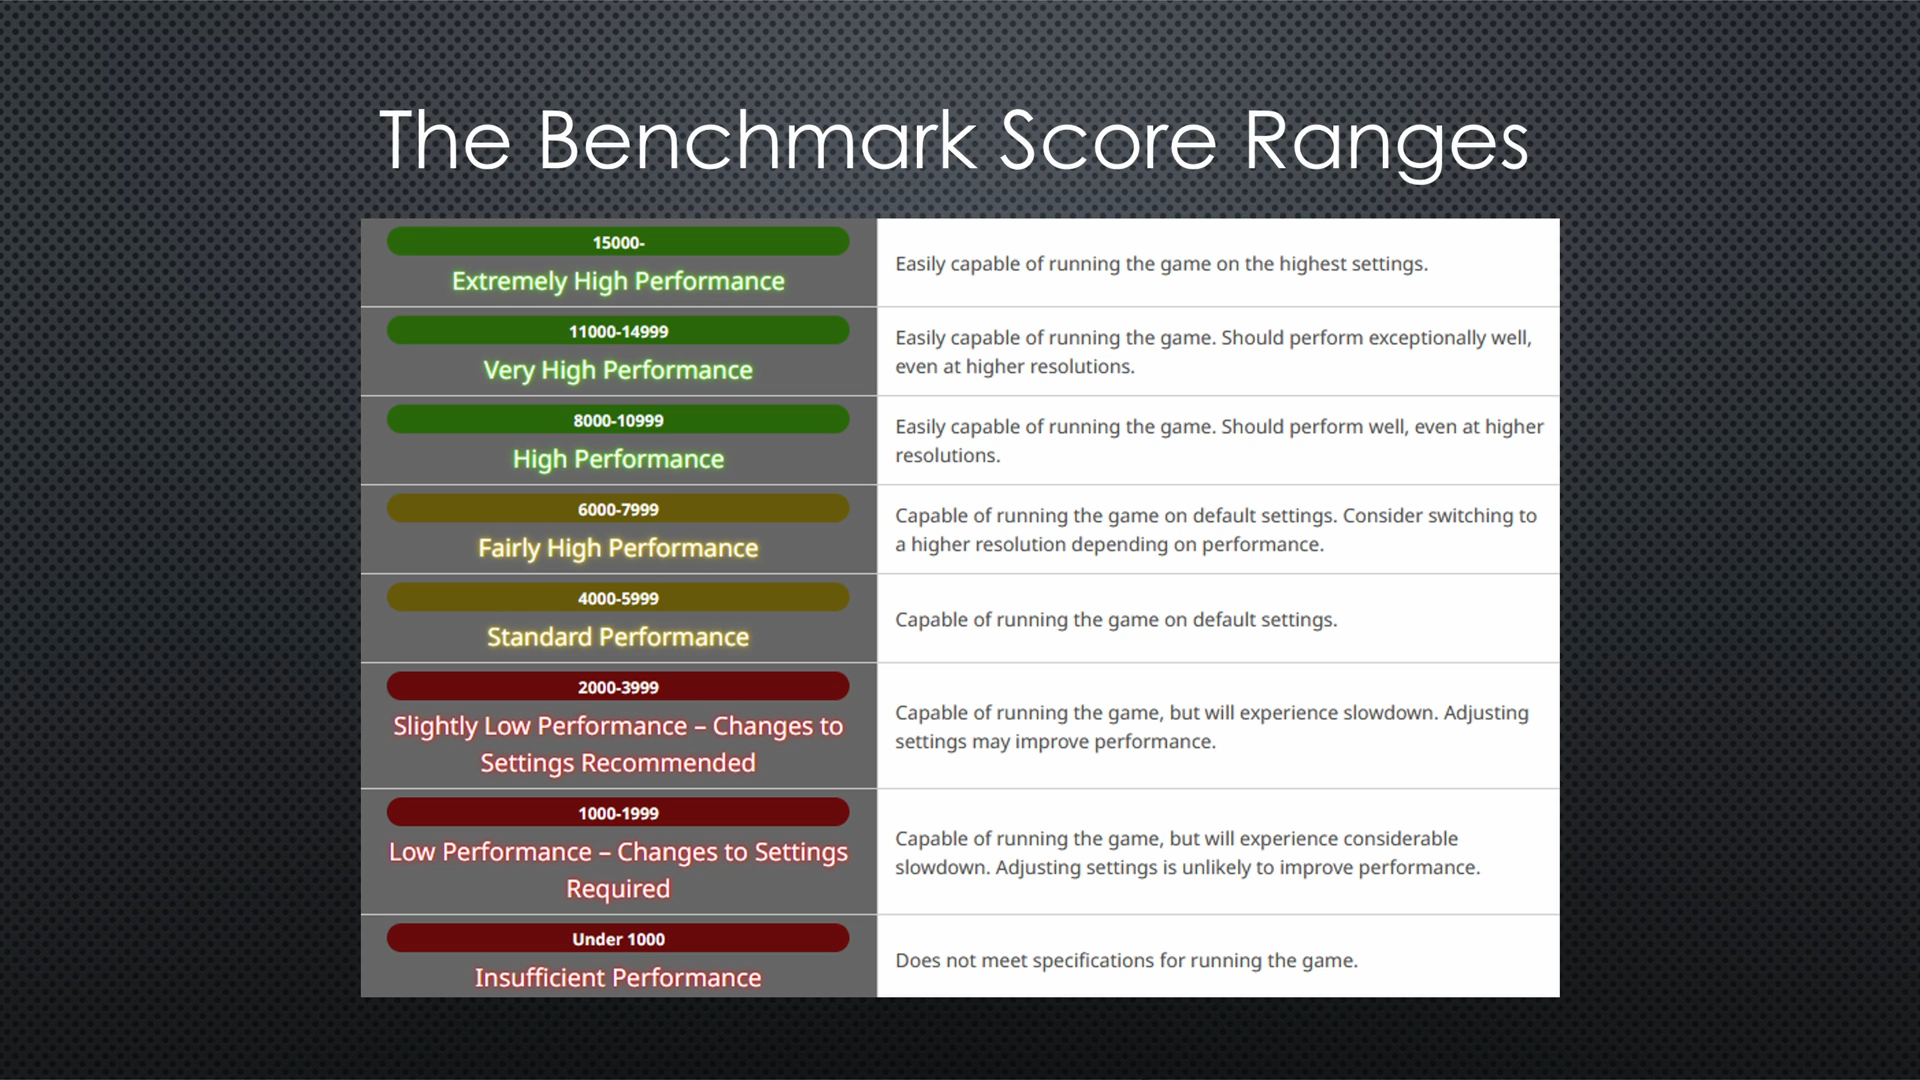 The Benchmark Score Ranges
15000-
Extremely High Performance
Easily capable of running the game on the highest settings.
11000-14999
Very High Performance
Easily capable of running the game. Should perform exceptionally well,
even at higher resolutions.
8000-10999
High Performance
Easily capable of running the game. Should perform well, even at higher
resolutions.
6000-7999
Fairly High Performance
Capable of running the game on default settings. Consider switching to
a higher resolution depending on performance.
4000-5999
Standard Performance
Capable of running the game on default settings.
2000-3999
Slightly Low Performance – Changes to
Settings Recommended
Capable of running the game, but will experience slowdown. Adjusting
settings may improve performance.
1000-1999
Low Performance – Changes to Settings
Required
Capable of running the game, but will experience considerable
slowdown. Adjusting settings is unlikely to improve performance.
Under 1000
Insufficient Performance
Does not meet specifications for running the game.